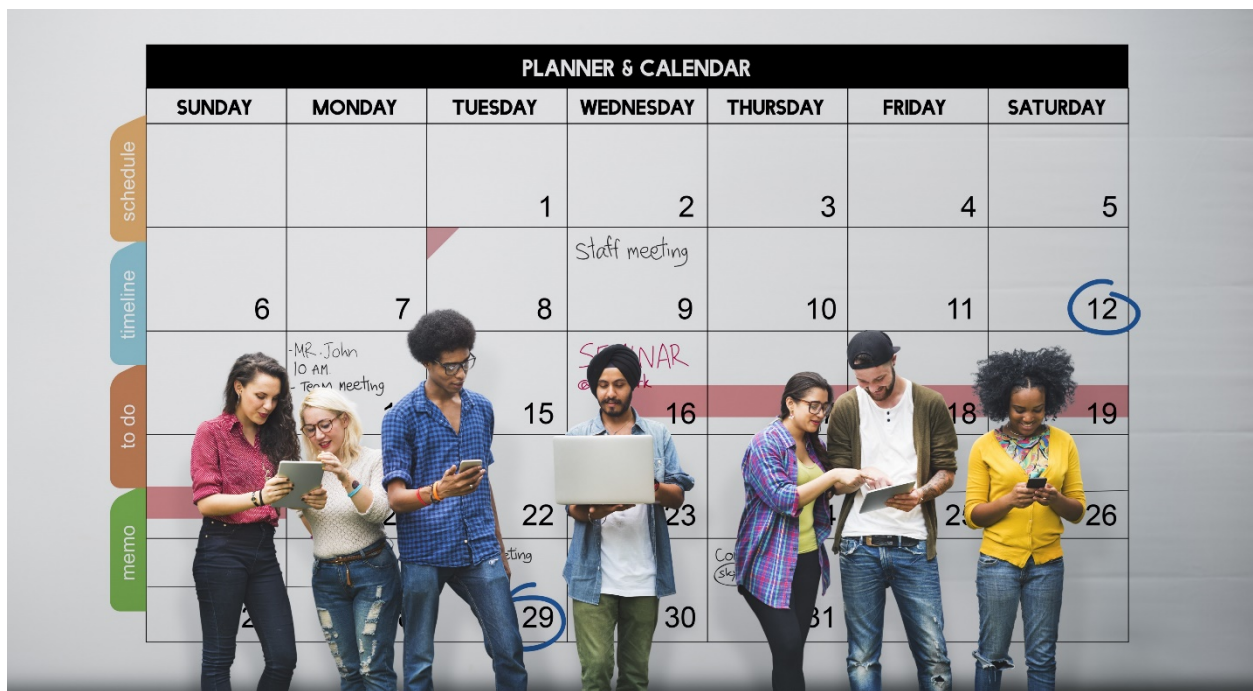 PLANNER & CALENDAR
SUNDAY MONDAY TUESDAY WEDNESDAY THURSDAY FRIDAY SATURDAY
schedule
1 2 3 4 5
timeline
Staff meeting
6 7 8 9 10 11 12
to do
-MR. John
10 AM.
- Team meeting
15 16 18 19
memo
22 23 26
29 30 31